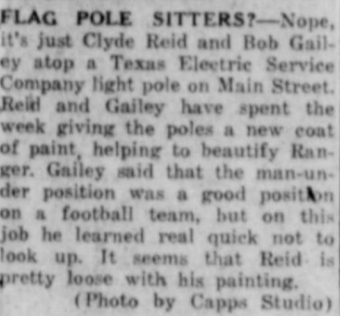 FLAG POLE SITTERS?—Nope,
it's just Clyde Reid and Bob Gail-
ey atop a Texas Electric Service
Company light pole on Main Street.
Reid and Gailey have spent the
week giving the poles a new coat
of paint, helping to beautify Ran-
ger. Gailey said that the man-un-
der position was a good position
on a football team, but on this
job he learned real quick not to
look up. It seems that Reid is
pretty loose with his painting.
(Photo by Capps Studio)